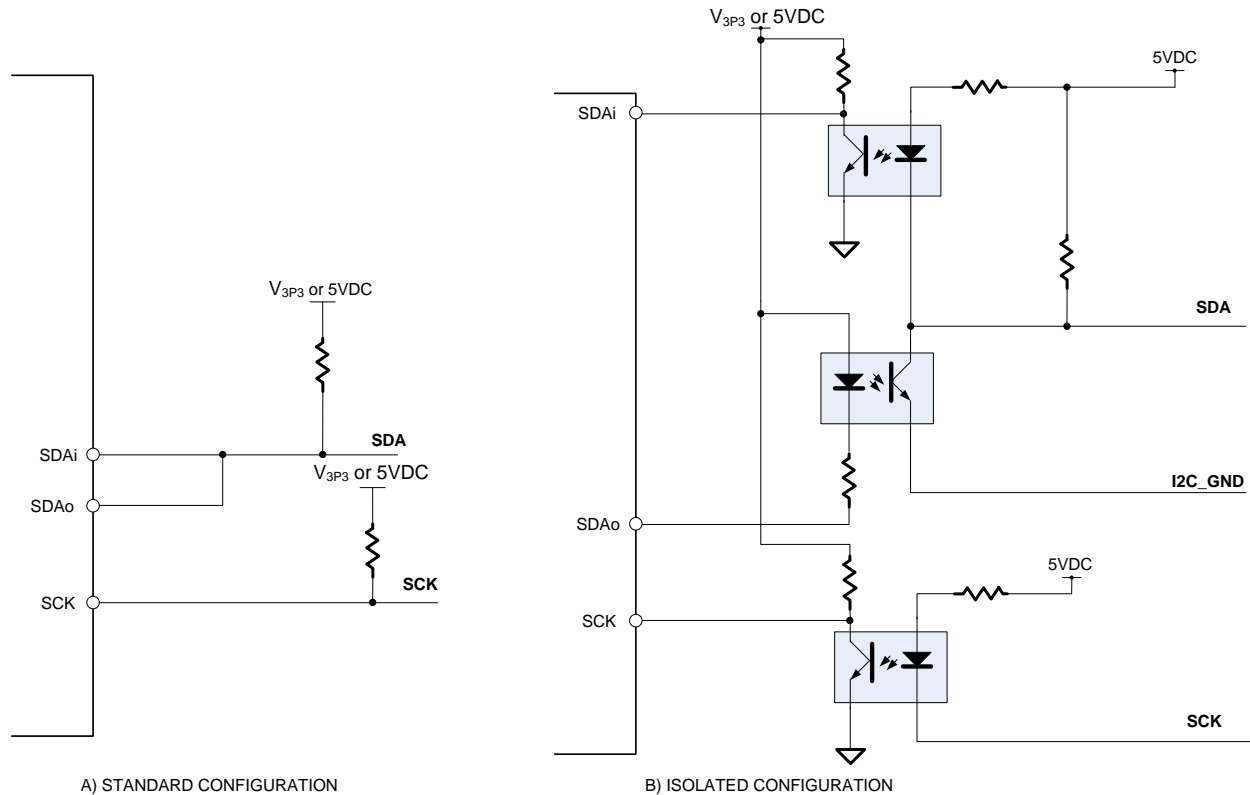 V3P3 or 5VDC
SDAi
SDAo
SCK
SDA
V3P3 or 5VDC
SCK
A) STANDARD CONFIGURATION
V3P3 or 5VDC
5VDC
SDAi
SDA
I2C_GND
SDAo
5VDC
SCK
SCK
B) ISOLATED CONFIGURATION